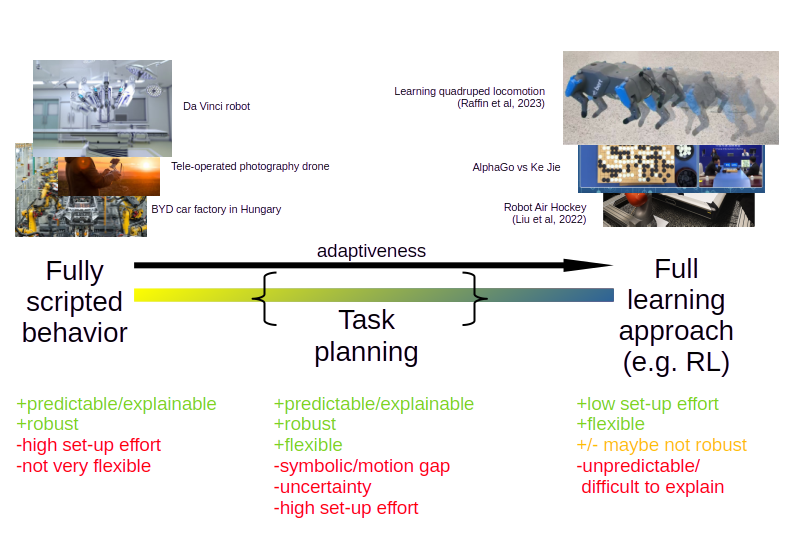 Da Vinci robot
Tele-operated photography drone
BYD car factory in Hungary
Learning quadruped locomotion
(Raffin et al, 2023)
AlphaGo vs Ke Jie
Robot Air Hockey
(Liu et al, 2022)
adaptiveness
Fully
scripted
behavior
Task
planning
Full
learning
approach
(e.g. RL)
+predictable/explainable
+robust
-high set-up effort
-not very flexible
+predictable/explainable
+robust
+flexible
-symbolic/motion gap
-uncertainty
-high set-up effort
+low set-up effort
+flexible
+/- maybe not robust
-unpredictable/
difficult to explain